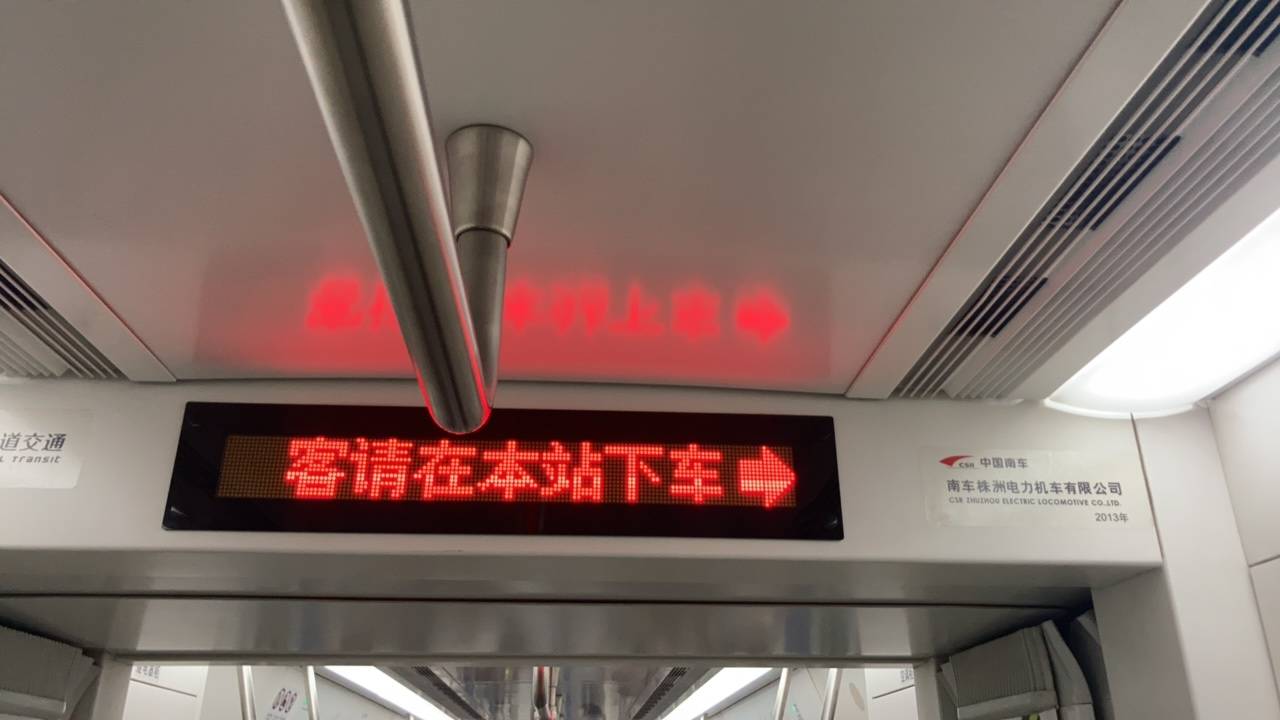 道交通
L Transit
客请在本站下车➡
CSR 中国南车
南车株洲电力机车有限公司
CSR ZHUZHOU ELECTRIC LOCOMOTIVE CO.,LTD.
2013年